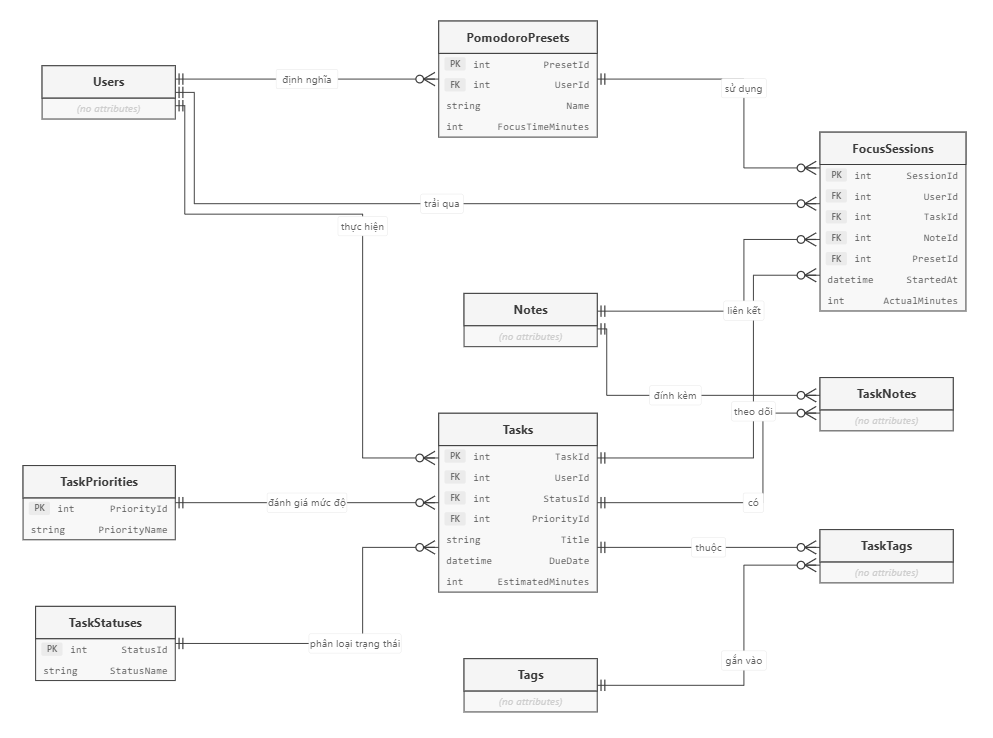 PomodoroPresets
PK int PresetId
FK int UserId
string Name
int FocusTimeMinutes
Users
(no attributes)
định nghĩa
sử dụng
FocusSessions
PK int SessionId
FK int UserId
FK int TaskId
FK int NoteId
FK int PresetId
datetime StartedAt
int ActualMinutes
trải qua
thực hiện
Notes
(no attributes)
liên kết
đính kèm
theo dõi
TaskNotes
(no attributes)
Tasks
PK int TaskId
FK int UserId
FK int StatusId
FK int PriorityId
string Title
datetime DueDate
int EstimatedMinutes
TaskPriorities
PK int PriorityId
string PriorityName
đánh giá mức độ
có
thuộc
TaskTags
(no attributes)
TaskStatuses
PK int StatusId
string StatusName
phân loại trạng thái
Tags
(no attributes)
gắn vào